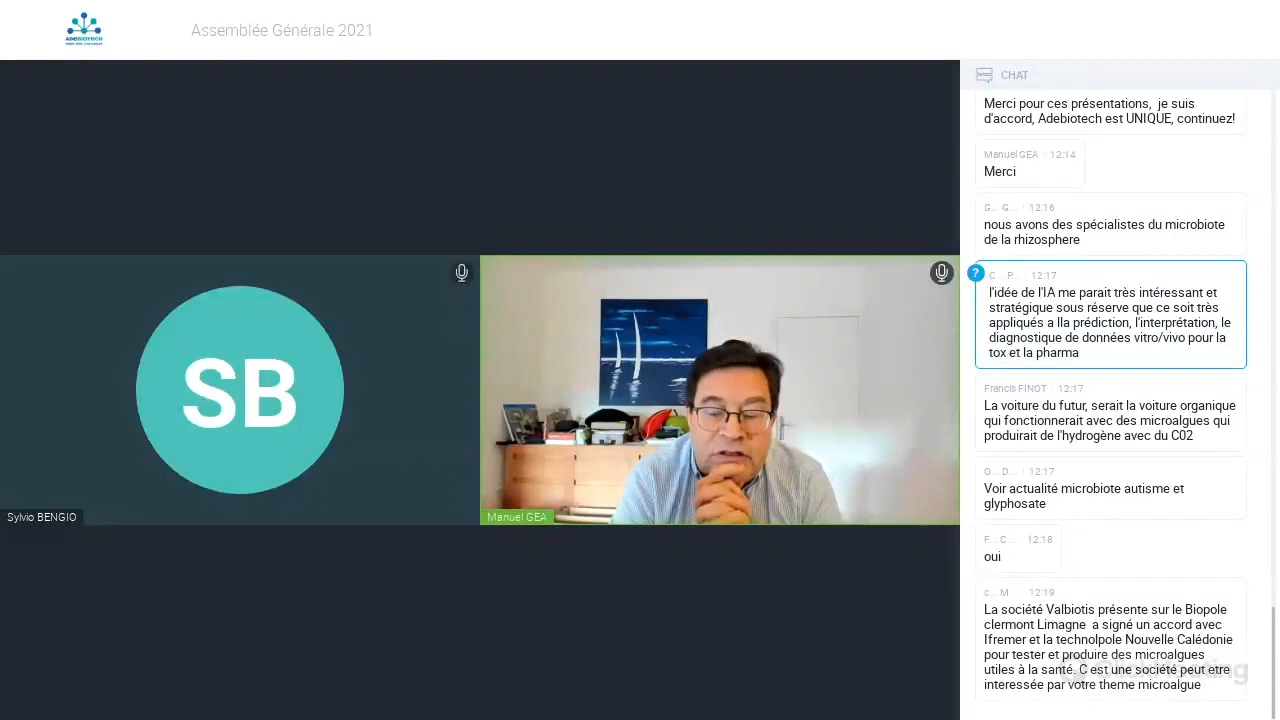 ADEBIOTECH
Assemblée Générale 2021
CHAT
Merci pour ces présentations, je suis
d'accord, Adebiotech est UNIQUE, continuez!
Manuel GEA 12:14
Merci
G... G... 12:16
nous avons des spécialistes du microbiote
de la rhizosphere
?
C... P... 12:17
l'idée de l'IA me parait très intéressant et
stratégique sous réserve que ce soit très
appliqués a lla prédiction, l'interprétation, le
diagnostique de données vitro/vivo pour la
tox et la pharma
Francis FINOT 12:17
La voiture du futur, serait la voiture organique
qui fonctionnerait avec des microalgues qui
produirait de l'hydrogène avec du C02
O... D... 12:17
Voir actualité microbiote autisme et
glyphosate
F... C... 12:18
oui
c... M... 12:19
La société Valbiotis présente sur le Biopole
clermont Limagne a signé un accord avec
Ifremer et la technolpole Nouvelle Calédonie
pour tester et produire des microalgues
utiles à la santé. C est une société peut etre
interessée par votre theme microalgue
SB
Sylvio BENGIO
Manuel GEA